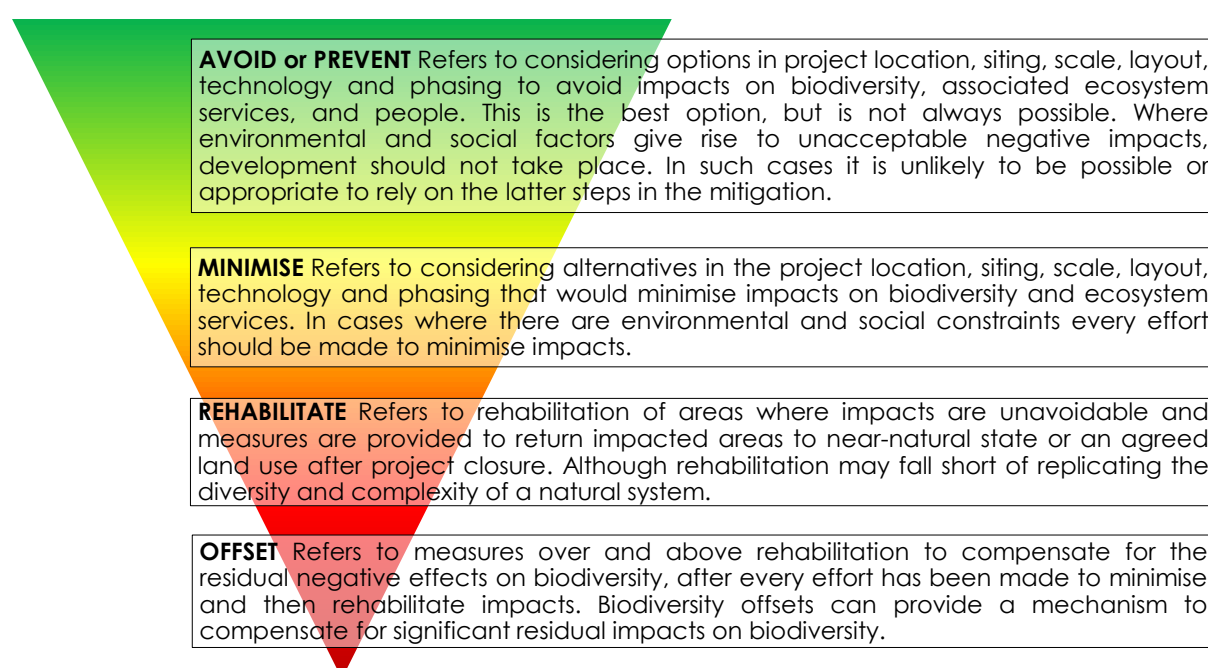 AVOID or PREVENT Refers to considering options in project location, siting, scale, layout,
technology and phasing to avoid impacts on biodiversity, associated ecosystem
services, and people. This is the best option, but is not always possible. Where
environmental and social factors give rise to unacceptable negative impacts,
development should not take place. In such cases it is unlikely to be possible or
appropriate to rely on the latter steps in the mitigation.
MINIMISE Refers to considering alternatives in the project location, siting, scale, layout,
technology and phasing that would minimise impacts on biodiversity and ecosystem
services. In cases where there are environmental and social constraints every effort
should be made to minimise impacts.
REHABILITATE Refers to rehabilitation of areas where impacts are unavoidable and
measures are provided to return impacted areas to near-natural state or an agreed
land use after project closure. Although rehabilitation may fall short of replicating the
diversity and complexity of a natural system.
OFFSET Refers to measures over and above rehabilitation to compensate for the
residual negative effects on biodiversity, after every effort has been made to minimise
and then rehabilitate impacts. Biodiversity offsets can provide a mechanism to
compensate for significant residual impacts on biodiversity.